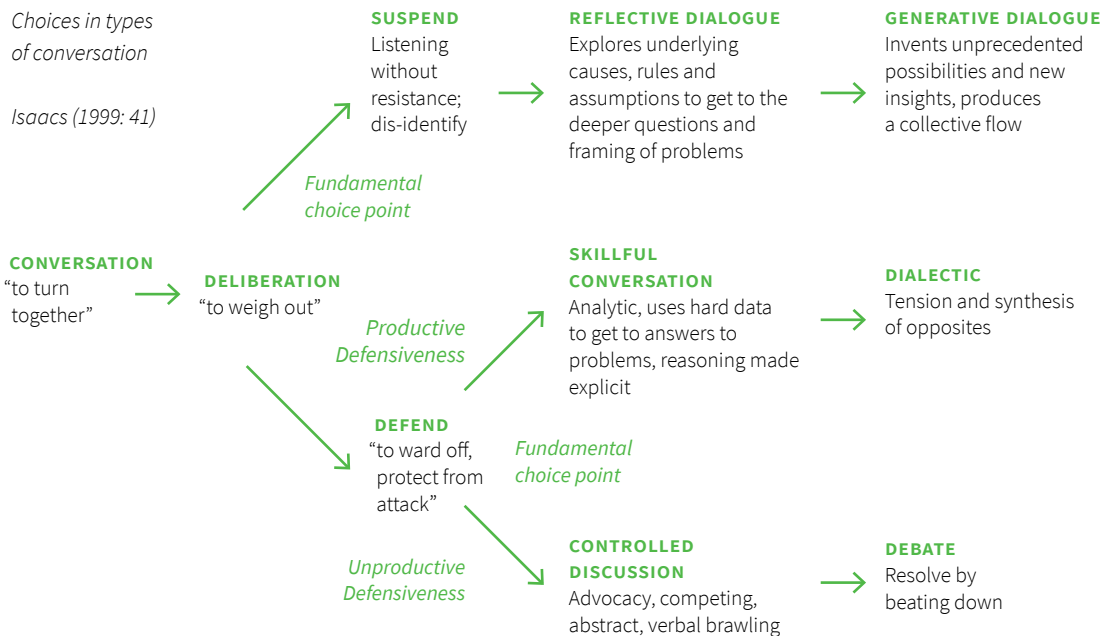 Choices in types
of conversation
Isaacs (1999: 41)
SUSPEND
Listening
without
resistance;
dis-identify
REFLECTIVE DIALOGUE
Explores underlying
causes, rules and
assumptions to get to the
deeper questions and
framing of problems
GENERATIVE DIALOGUE
Invents unprecedented
possibilities and new
insights, produces
a collective flow
Fundamental
choice point
CONVERSATION
“to turn
together”
DELIBERATION
“to weigh out”
Productive
Defensiveness
SKILLFUL
CONVERSATION
Analytic, uses hard data
to get to answers to
problems, reasoning made
explicit
DIALECTIC
Tension and synthesis
of opposites
DEFEND
“to ward off,
protect from
attack”
Fundamental
choice point
Unproductive
Defensiveness
CONTROLLED
DISCUSSION
Advocacy, competing,
abstract, verbal brawling
DEBATE
Resolve by
beating down